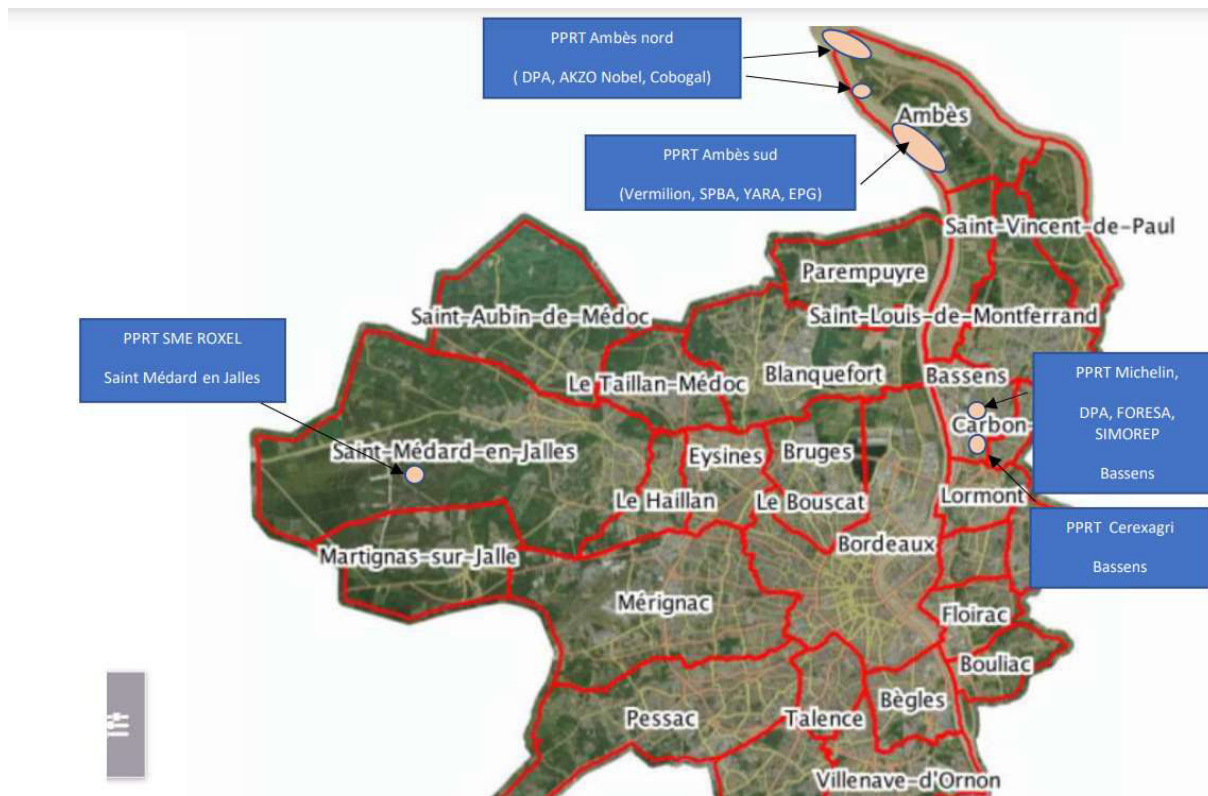 PPRT Ambès nord
( DPA, AKZO Nobel, Cobogal)
Ambès
PPRT Ambès sud
(Vermilion, SPBA, YARA, EPG)
Saint-Vincent-de-Paul
Parempuyre
Saint-Aubin-de-Médoc
Saint-Louis-de-Montferrand
PPRT SME ROXEL
Saint Médard en Jalles
Le Taillan-Médoc
Blanquefort
Bassens
PPRT Michelin,
DPA, FORESA,
SIMOREP
Bassens
Carbon-
Saint-Médard-en-Jalles
Eysines
Bruges
Le Haillan
Le Bouscat
Lormont
PPRT Cerexagri
Bassens
Bordeaux
Martignas-sur-Jalle
Mérignac
Floirac
Bouliac
Bègles
Pessac
Talence
Villenave-d'Ornon